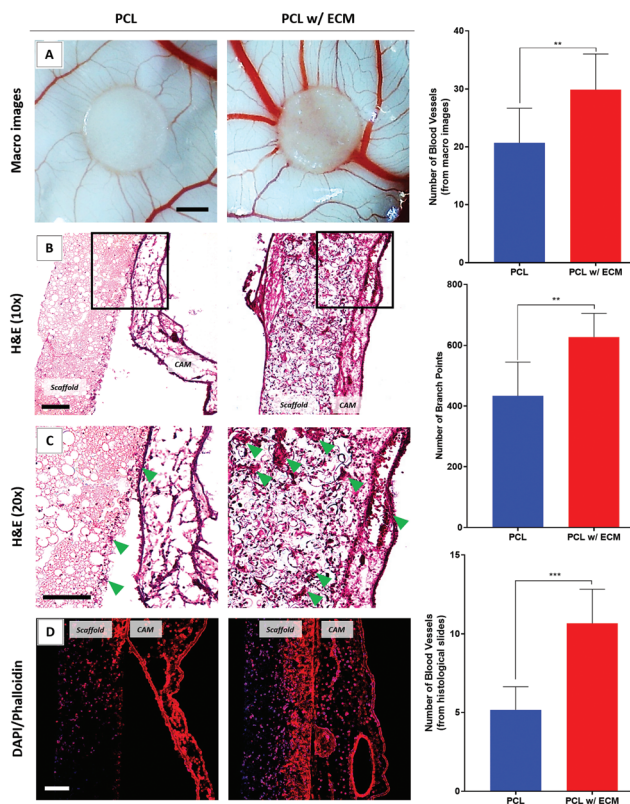 PCL
PCL w/ ECM
A
Macro images
B
H&E (10x)
Scaffold
CAM
Scaffold
CAM
C
H&E (20x)
D
DAPI/Phalloidin
Scaffold
CAM
Scaffold
CAM
Number of Blood Vessels
(from macro images)
40
30
20
10
0
**
PCL
PCL w/ ECM
Number of Branch Points
800
600
400
200
0
**
PCL
PCL w/ ECM
Number of Blood Vessels
(from histological slides)
15
10
5
0
***
PCL
PCL w/ ECM